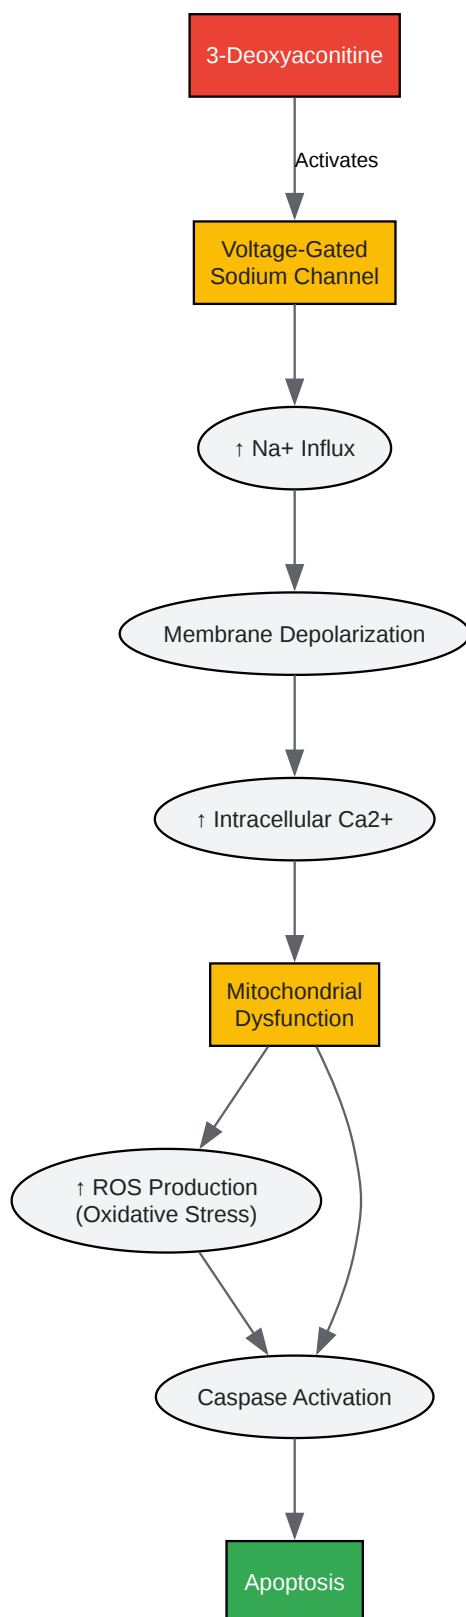 3-Deoxyaconitine
Activates
Voltage-Gated
Sodium Channel
↑ Na+ Influx
Membrane Depolarization
↑ Intracellular Ca2+
Mitochondrial
Dysfunction
↑ ROS Production
(Oxidative Stress)
Caspase Activation
Apoptosis